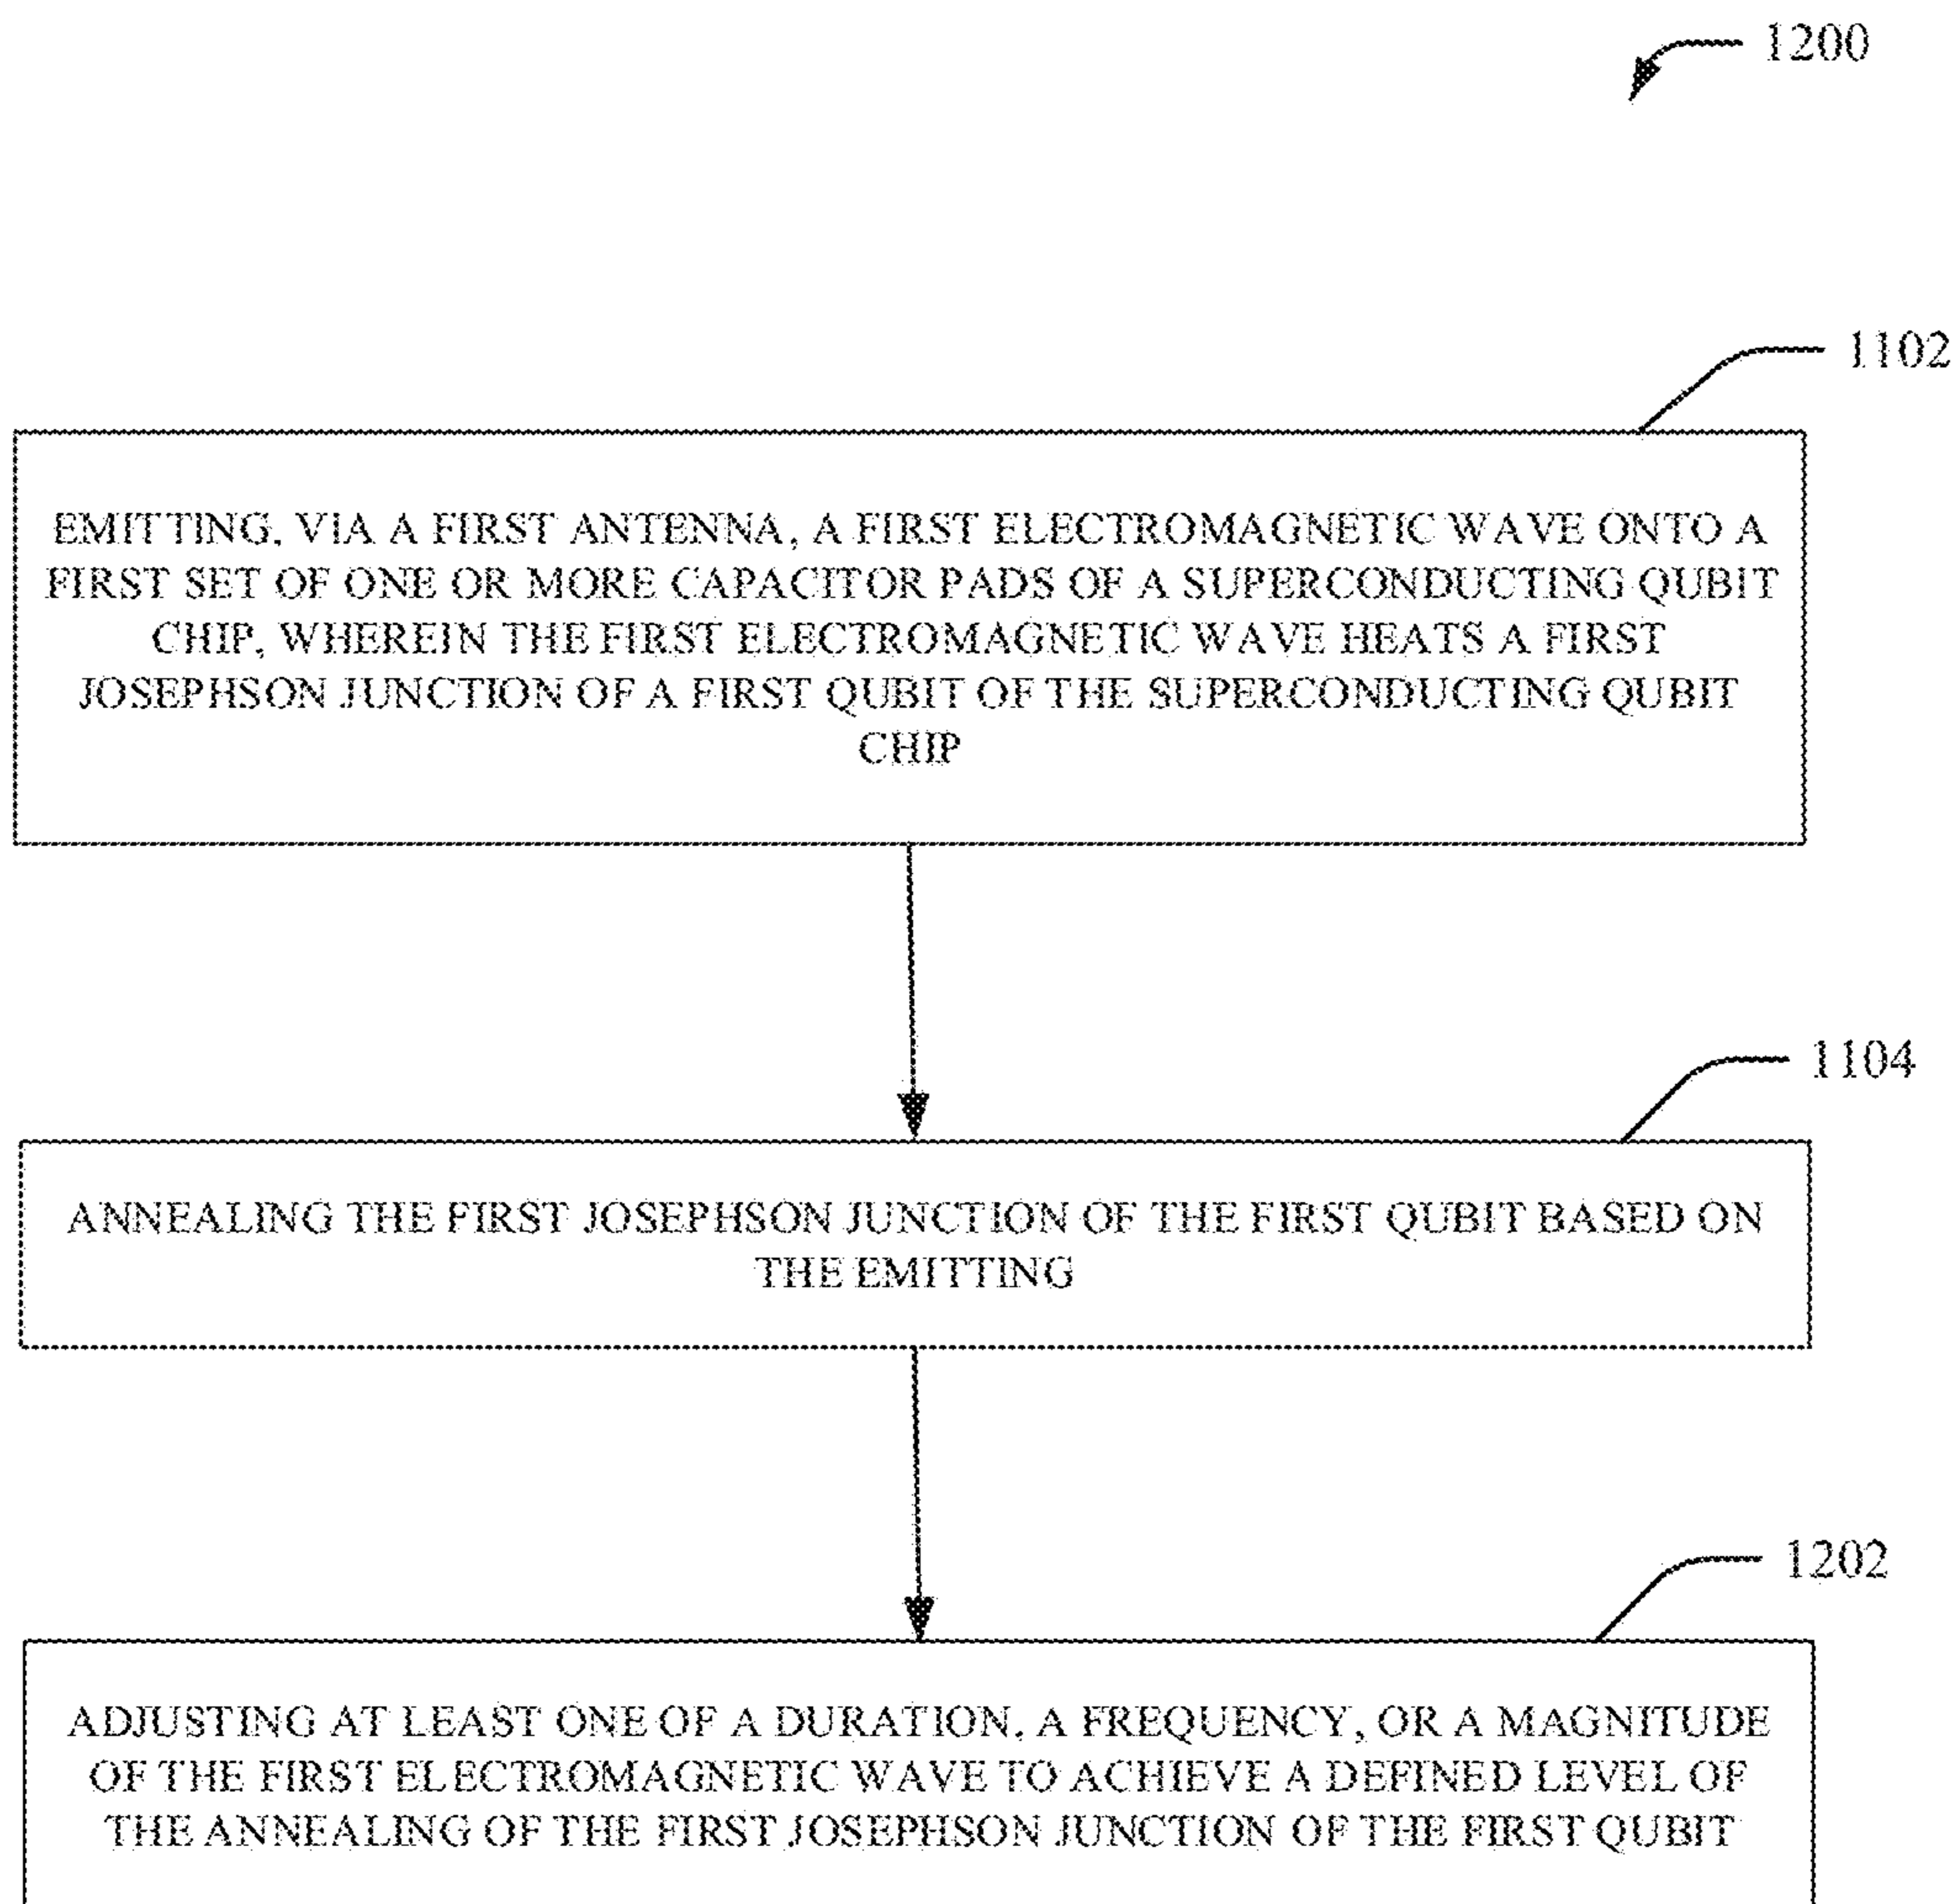 1200
1102
EMITTING, VIA A FIRST ANTENNA, A FIRST ELECTROMAGNETIC WAVE ONTO A
FIRST SET OF ONE OR MORE CAPACITOR PADS OF A SUPERCONDUCTING QUBIT
CHIP, WHEREIN THE FIRST ELECTROMAGNETIC WAVE HEATS A FIRST
JOSEPHSON JUNCTION OF A FIRST QUBIT OF THE SUPERCONDUCTING QUBIT
CHIP
1104
ANNEALING THE FIRST JOSEPHSON JUNCTION OF THE FIRST QUBIT BASED ON
THE EMITTING
1202
ADJUSTING AT LEAST ONE OF A DURATION, A FREQUENCY, OR A MAGNITUDE
OF THE FIRST ELECTROMAGNETIC WAVE TO ACHIEVE A DEFINED LEVEL OF
THE ANNEALING OF THE FIRST JOSEPHSON JUNCTION OF THE FIRST QUBIT